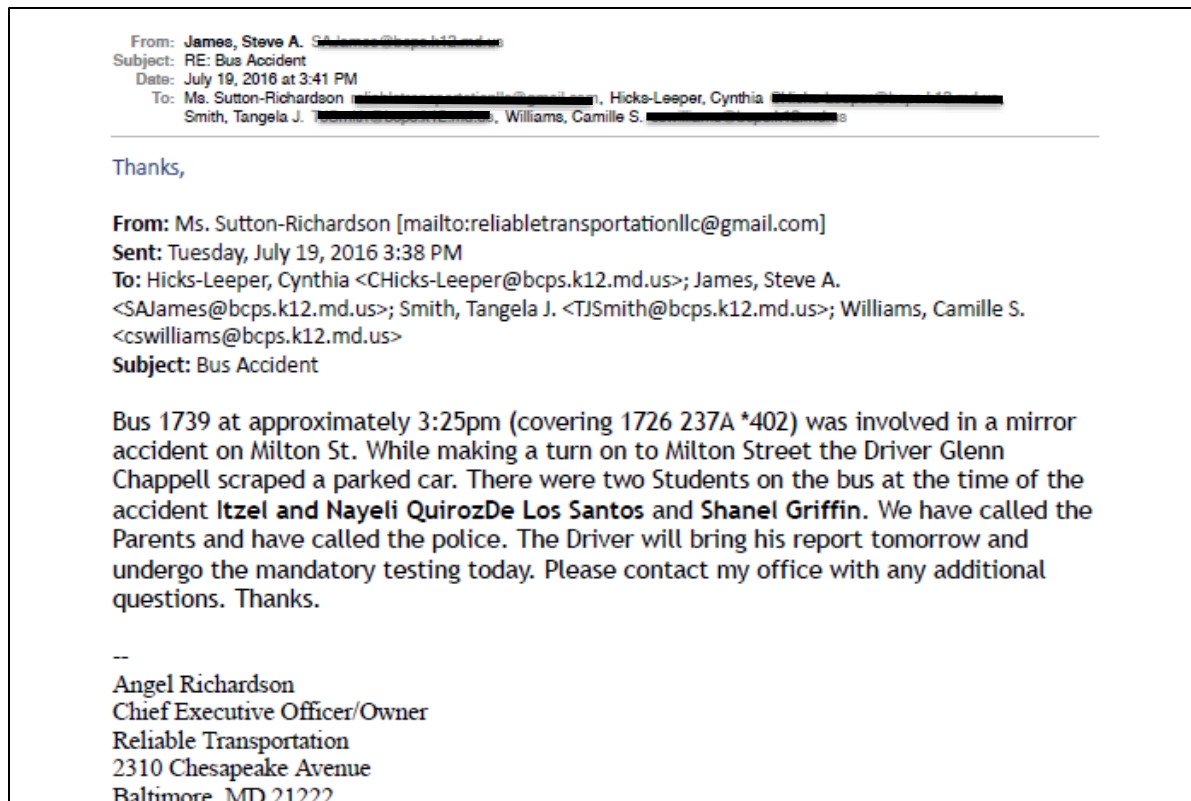 From: James, Steve A.
Subject: RE: Bus Accident
Date: July 19, 2016 at 3:41 PM
To: Ms. Sutton-Richardson , Hicks-Leeper, Cynthia
Smith, Tangela J. , Williams, Camille S.
Thanks,
From: Ms. Sutton-Richardson [mailto:reliabletransportationllc@gmail.com]
Sent: Tuesday, July 19, 2016 3:38 PM
To: Hicks-Leeper, Cynthia <CHicks-Leeper@bcps.k12.md.us>; James, Steve A.
<SAJames@bcps.k12.md.us>; Smith, Tangela J. <TJSmith@bcps.k12.md.us>; Williams, Camille S.
<cswilliams@bcps.k12.md.us>
Subject: Bus Accident
Bus 1739 at approximately 3:25pm (covering 1726 237A *402) was involved in a mirror
accident on Milton St. While making a turn on to Milton Street the Driver Glenn
Chappell scraped a parked car. There were two Students on the bus at the time of the
accident Itzel and Nayeli QuirozDe Los Santos and Shanel Griffin. We have called the
Parents and have called the police. The Driver will bring his report tomorrow and
undergo the mandatory testing today. Please contact my office with any additional
questions. Thanks.
--
Angel Richardson
Chief Executive Officer/Owner
Reliable Transportation
2310 Chesapeake Avenue
Baltimore, MD 21222